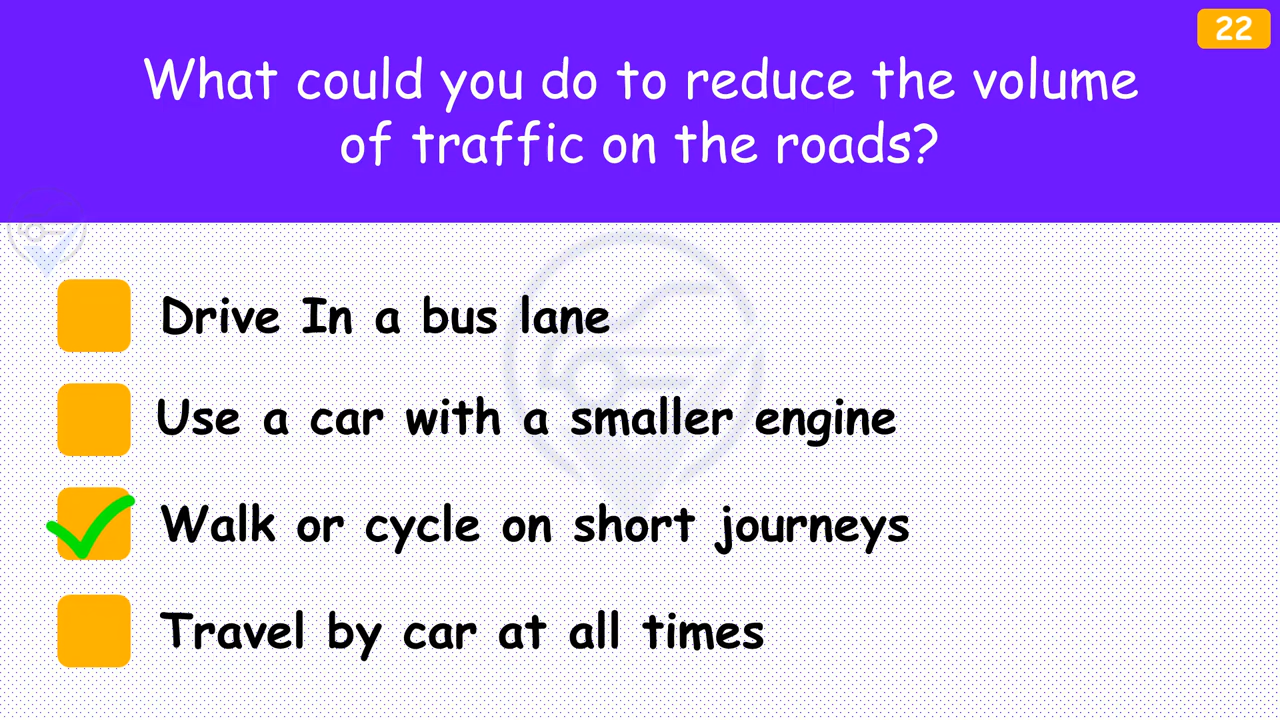 22
What could you do to reduce the volume
of traffic on the roads?
Drive In a bus lane
Use a car with a smaller engine
Walk or cycle on short journeys
Travel by car at all times